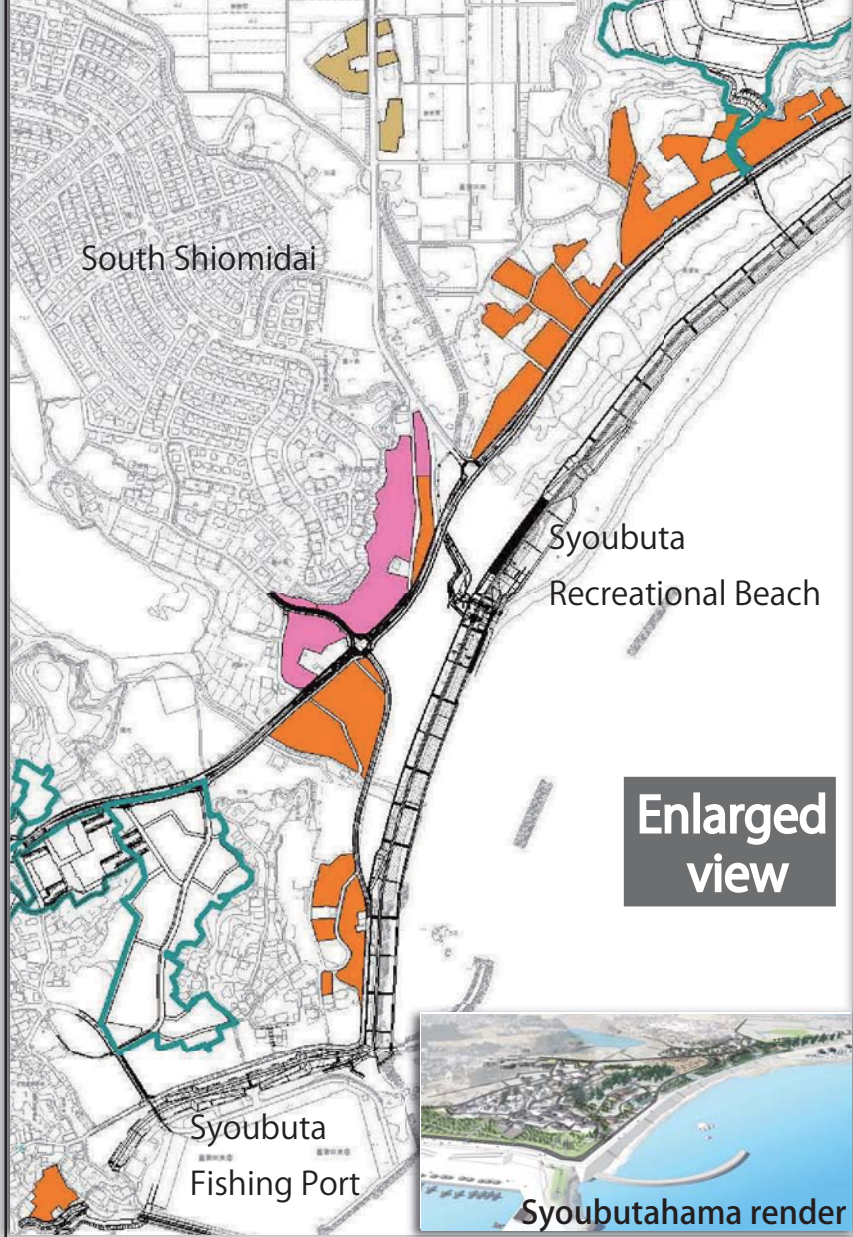 South Shiomidai
Syoubuta
Recreational Beach
Enlarged
view
Syoubuta
Fishing Port
Syoubutahama render